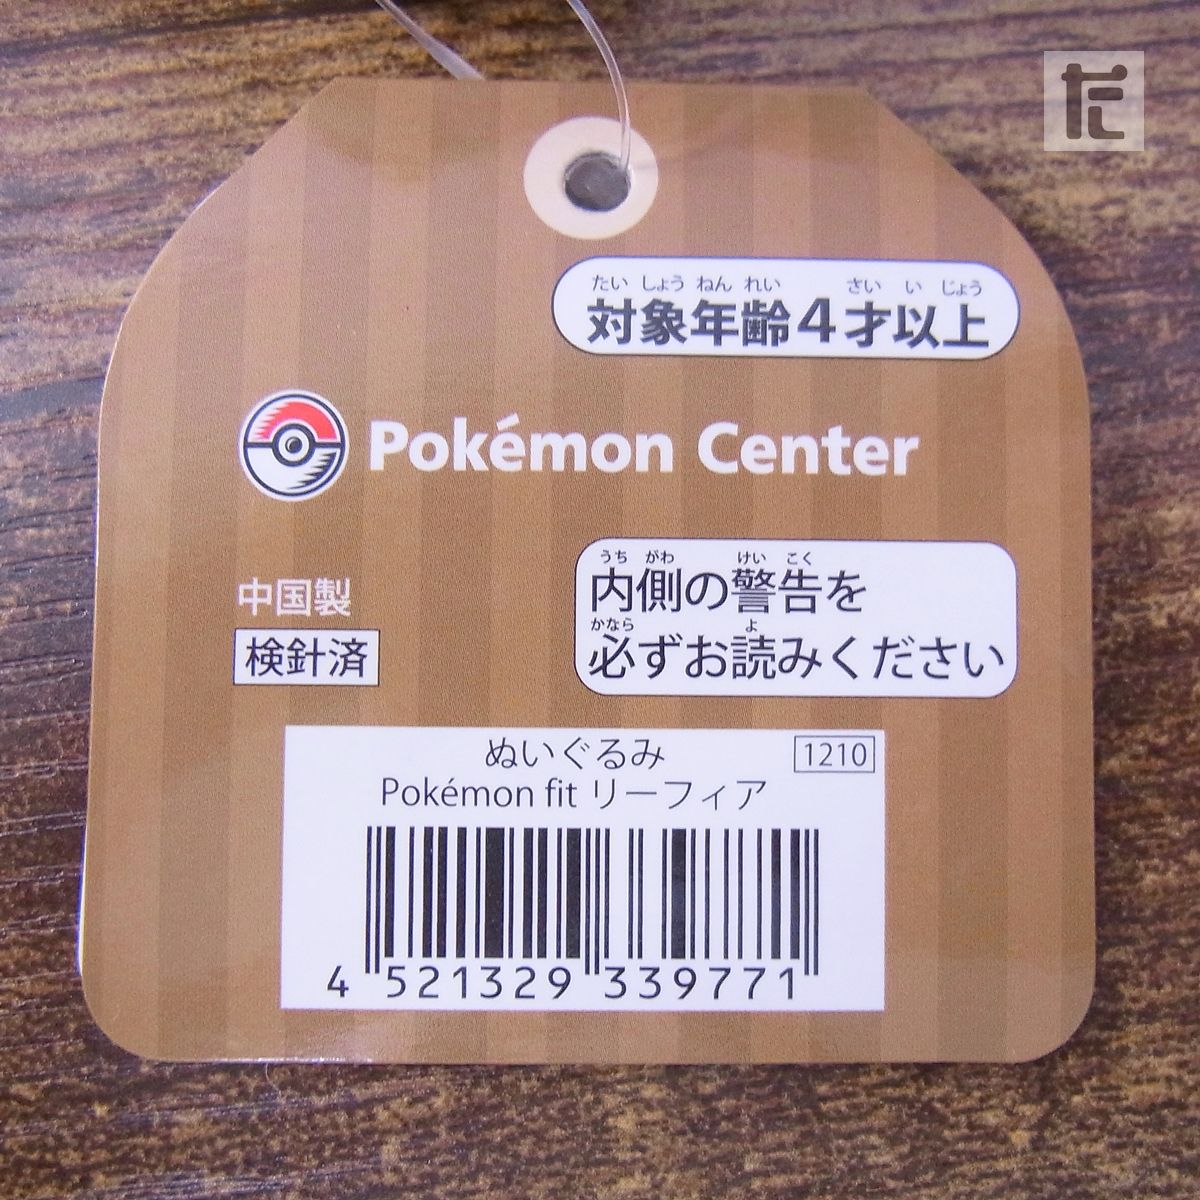 た
たいしょうねんれい さいいじょう
対象年齢4才以上
Pokémon Center
中国製
検針済
うちがわ けいこく
内側の警告を
かなら よ
必ずお読みください
ぬいぐるみ
1210
Pokémon fit リーフィア
4 521329 339771